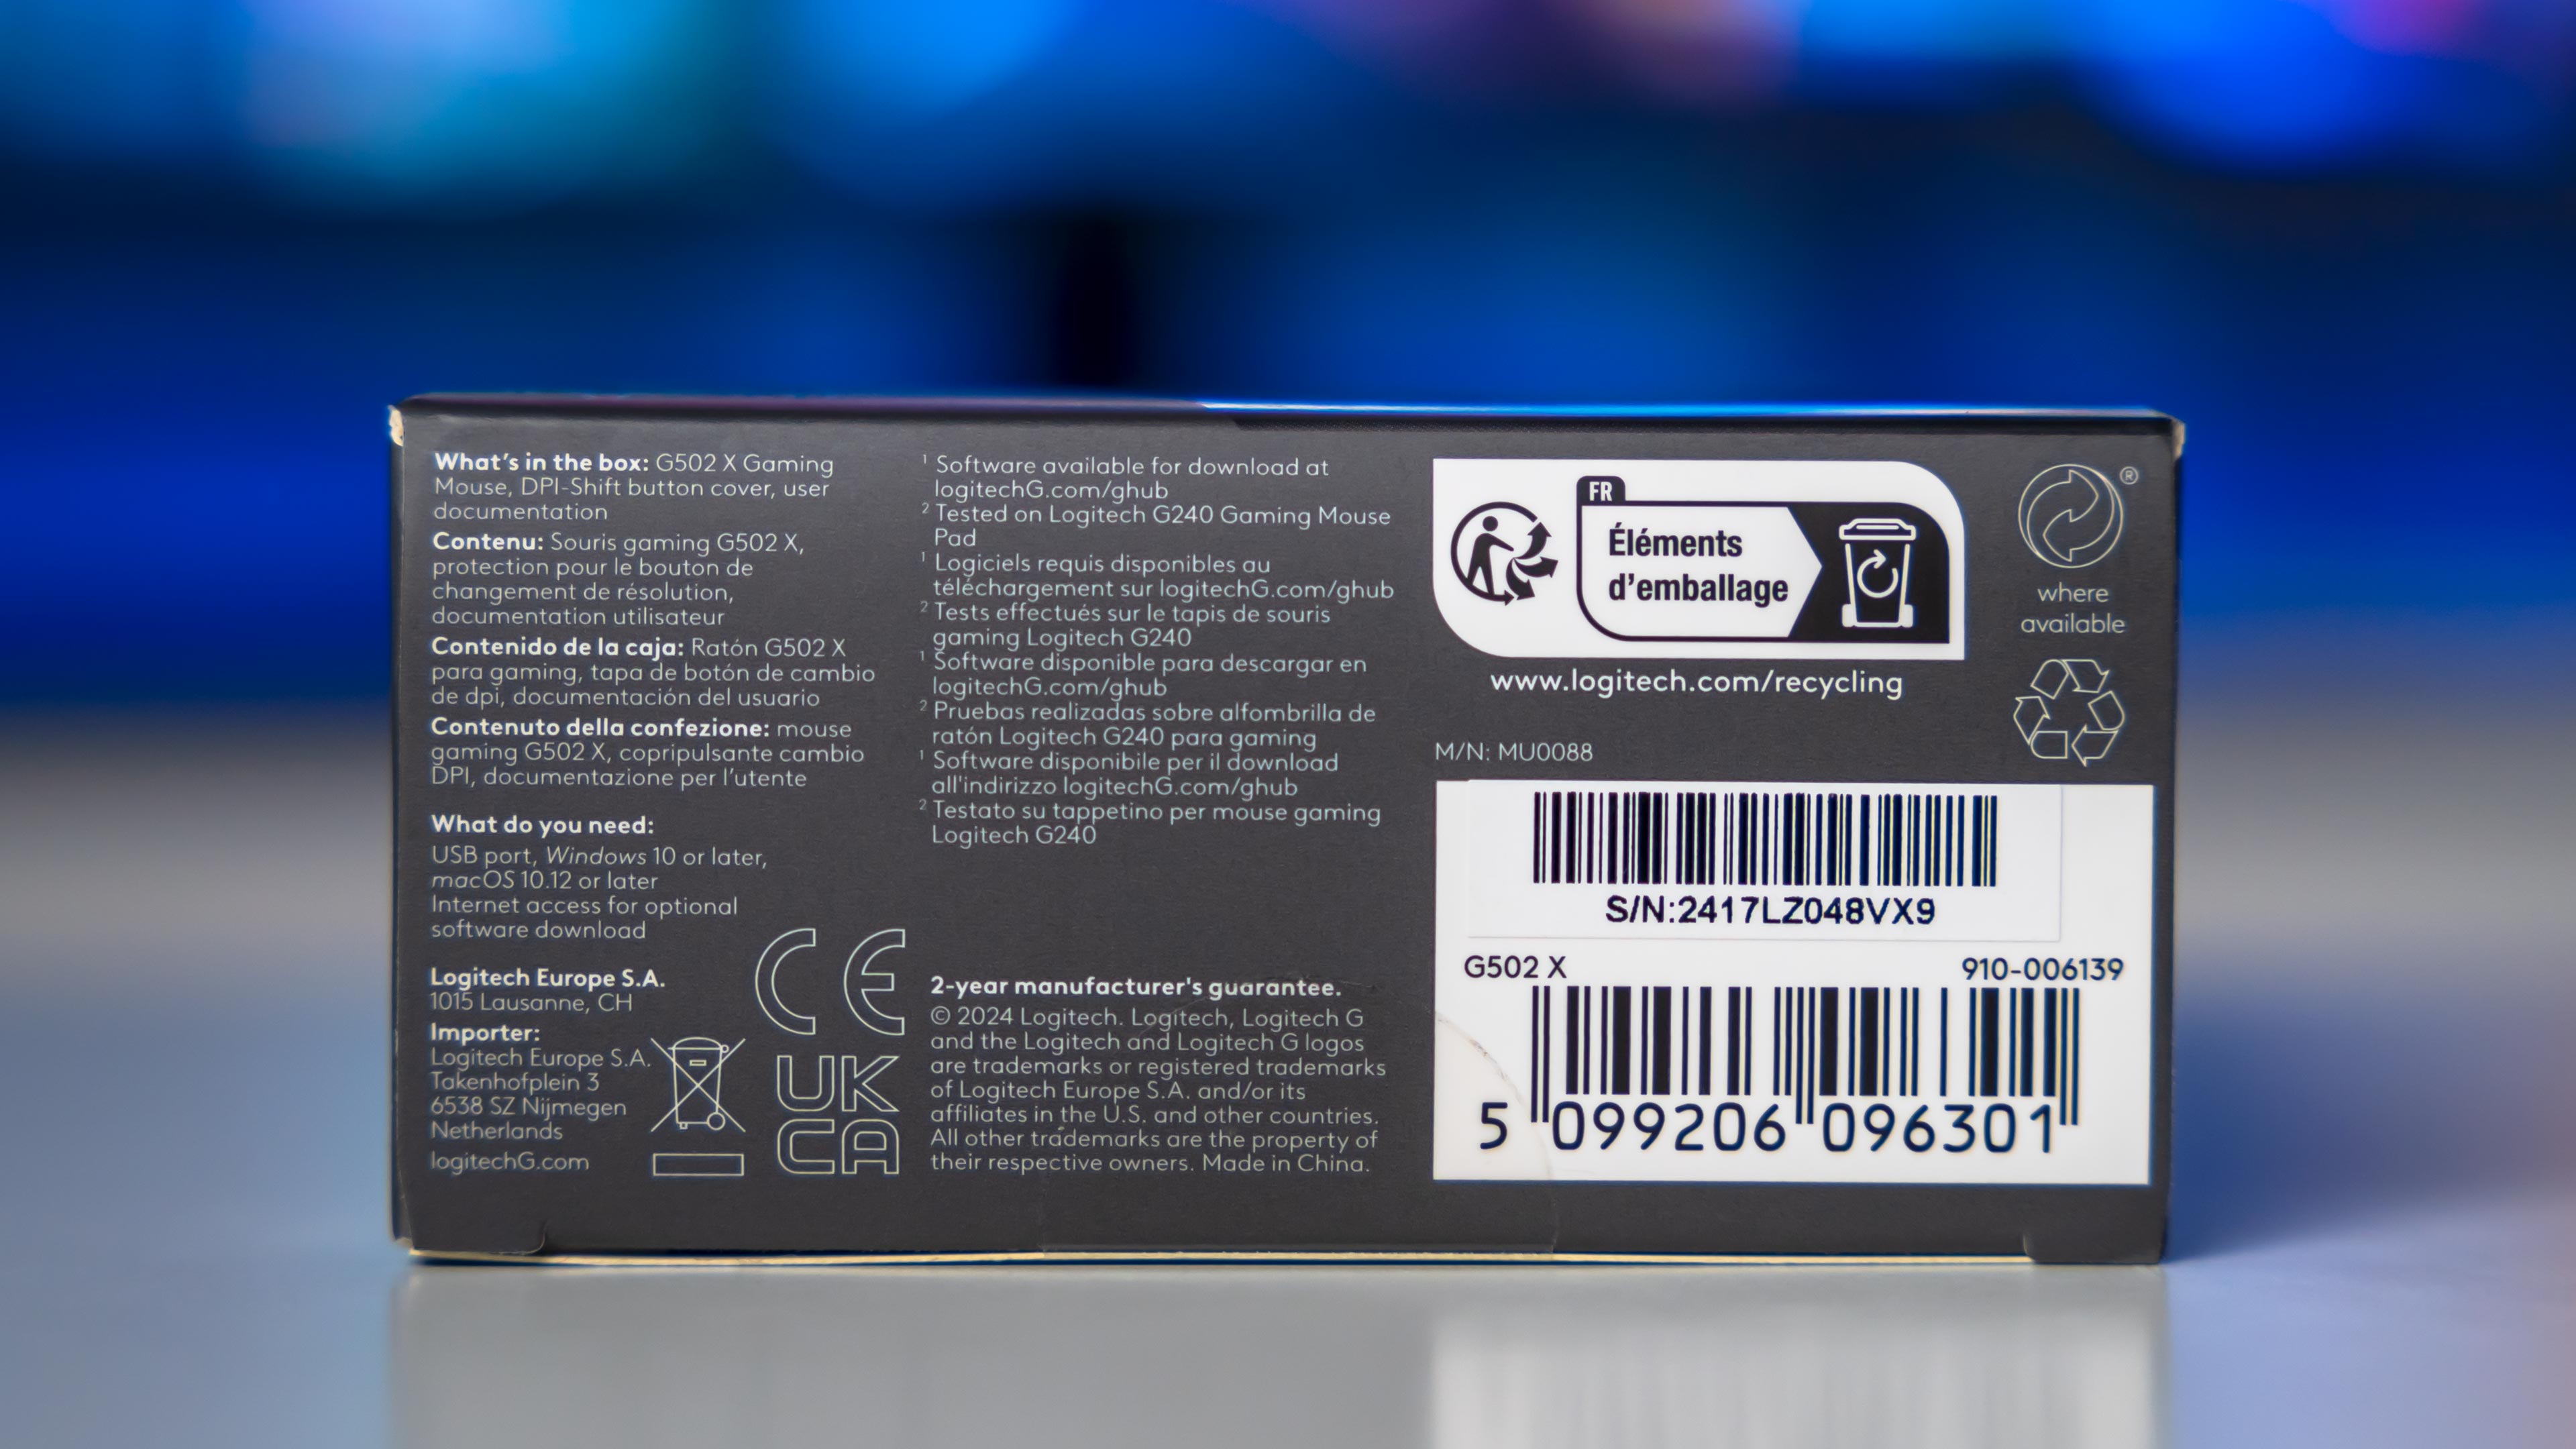 What's in the box: G502 X Gaming
Mouse, DPI-Shift button cover, user
documentation
Contenu: Souris gaming G502 X,
protection pour le bouton de
changement de résolution,
documentation utilisateur
Contenido de la caja: Ratón G502 X
para gaming, tapa de botón de cambio
de dpi, documentación del usuario
Contenuto della confezione: mouse
gaming G502 X, copripulsante cambio
DPI, documentazione per l'utente
What do you need:
USB port, Windows 10 or later,
macOS 10.12 or later
Internet access for optional
software download
Logitech Europe S.A.
1015 Lausanne, CH
Importer:
Logitech Europe S.A.
Takenhofplein 3
6538 SZ Nijmegen
Netherlands
logitechG.com
CE
UK
CA
1 Software available for download at
logitechG.com/ghub
2 Tested on Logitech G240 Gaming Mouse
Pad
1 Logiciels requis disponibles au
téléchargement sur logitechG.com/ghub
2 Tests effectués sur le tapis de souris
gaming Logitech G240
1 Software disponible para descargar en
logitechG.com/ghub
2 Pruebas realizadas sobre alfombrilla de
ratón Logitech G240 para gaming
1 Software disponibile per il download
all'indirizzo logitechG.com/ghub
2 Testato su tappetino per mouse gaming
Logitech G240
2-year manufacturer's guarantee.
© 2024 Logitech. Logitech, Logitech G
and the Logitech and Logitech G logos
are trademarks or registered trademarks
of Logitech Europe S.A. and/or its
affiliates in the U.S. and other countries.
All other trademarks are the property of
their respective owners. Made in China.
FR
Éléments
d'emballage
www.logitech.com/recycling
®
where
available
M/N: MU0088
S/N:2417LZ048VX9
G502 X 910-006139
5 099206 096301